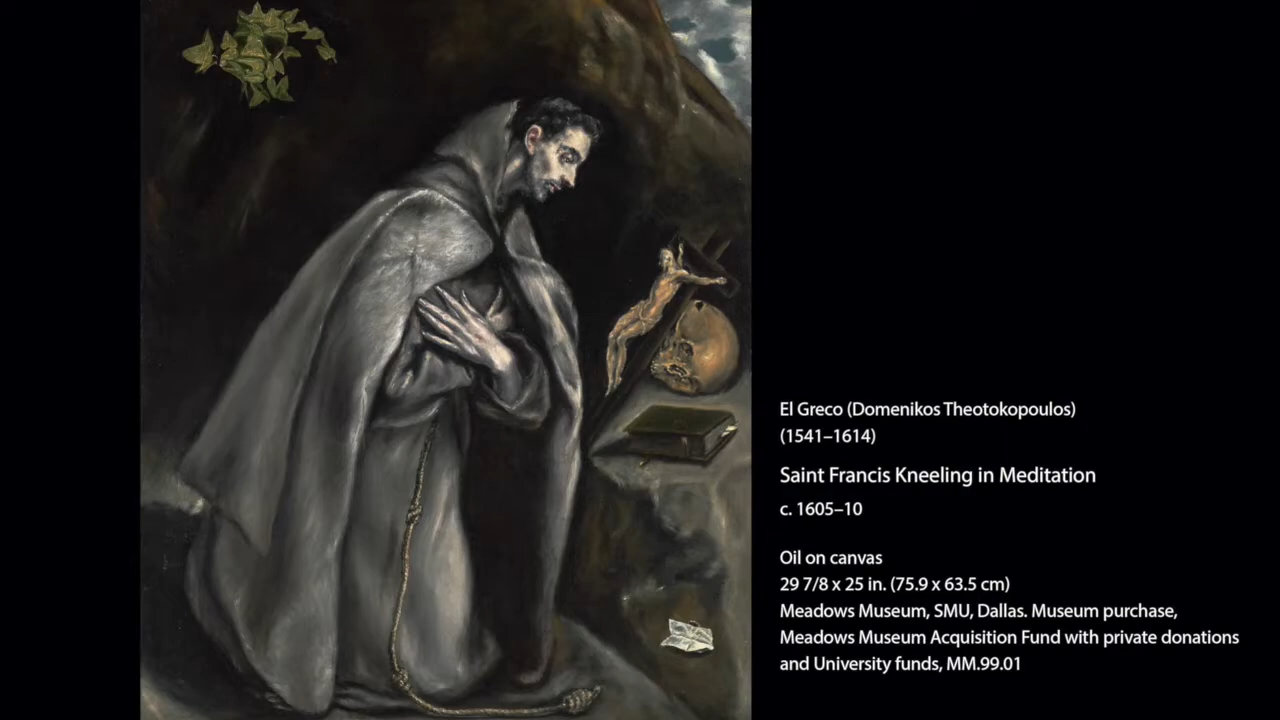 El Greco (Domenikos Theotokopoulos)
(1541–1614)
Saint Francis Kneeling in Meditation
c. 1605–10
Oil on canvas
29 7/8 x 25 in. (75.9 x 63.5 cm)
Meadows Museum, SMU, Dallas. Museum purchase,
Meadows Museum Acquisition Fund with private donations
and University funds, MM.99.01